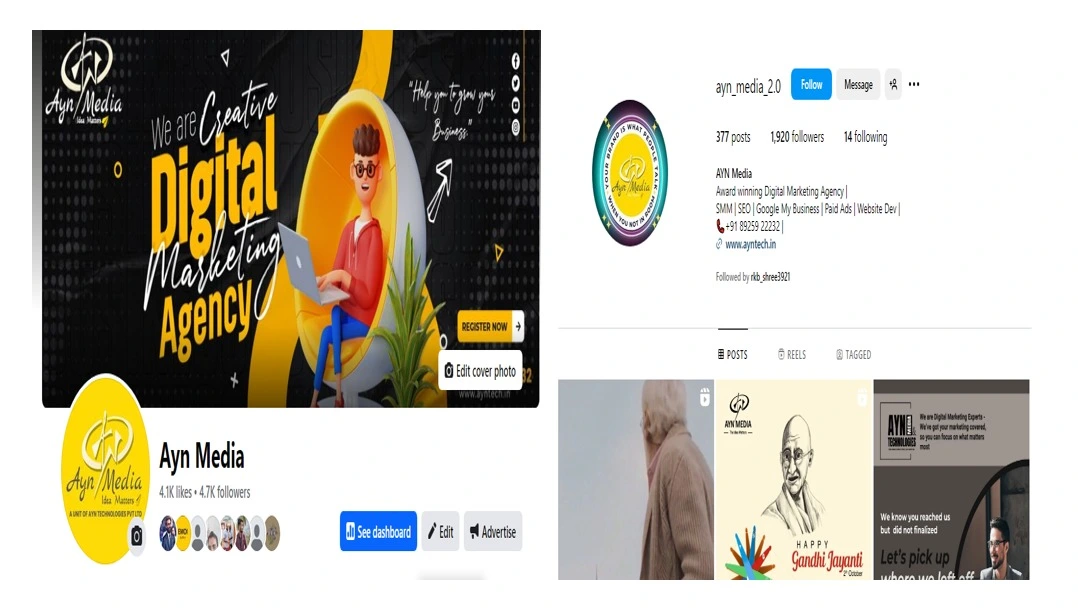 Ayn Media
Idea Matters
We are Creative
Digital
Marketing
Agency
"Help you to grow your
Business."
REGISTER NOW
Edit cover photo
32
www.ayntech.in
Ayn Media
Idea Matters
A UNIT OF AYN TECHNOLOGIES PVT LTD
Ayn Media
4.1K likes • 4.7K followers
See dashboard
Edit
Advertise
YOUR BRAND IS WHAT PEOPLE TALK
WHEN YOU NOT IN ROOM
Ayn Media
ayn_media_2.0
Follow
Message
377 posts 1,920 followers 14 following
AYN Media
Award winning Digital Marketing Agency |
SMM | SEO | Google My Business | Paid Ads | Website Dev |
+91 89259 22232 |
www.ayntech.in
Followed by rkb_shree3921
POSTS REELS TAGGED
AYN MEDIA
HAPPY
Gandhi Jayanti
2nd October
AYN
TECHNOLOGIES
We are Digital Marketing Experts -
We've got your marketing covered,
so you can focus on what matters
most
We know you reached us
but did not finalized
Let's pick up
where we left off